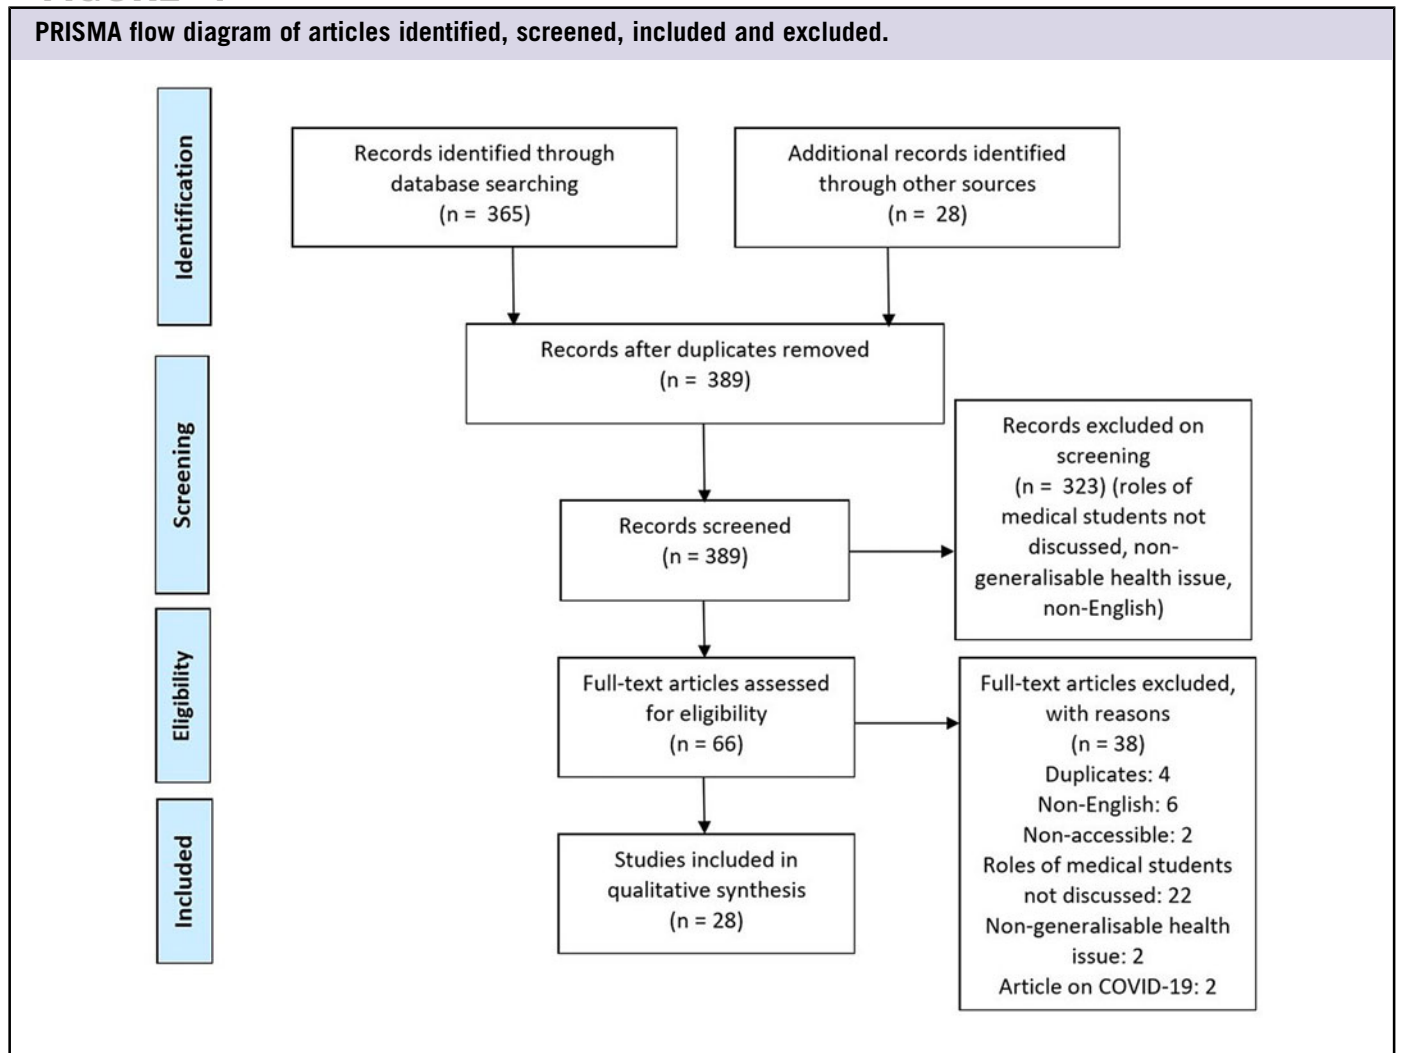 PRISMA flow diagram of articles identified, screened, included and excluded.
Identification
Records identified through
database searching
(n = 365)
Additional records identified
through other sources
(n = 28)
Records after duplicates removed
(n = 389)
Screening
Records screened
(n = 389)
Records excluded on
screening
(n = 323) (roles of
medical students not
discussed, non-
generalisable health issue,
non-English)
Eligibility
Full-text articles assessed
for eligibility
(n = 66)
Full-text articles excluded,
with reasons
(n = 38)
Duplicates: 4
Non-English: 6
Non-accessible: 2
Roles of medical students
not discussed: 22
Non-generalisable health
issue: 2
Article on COVID-19: 2
Included
Studies included in
qualitative synthesis
(n = 28)